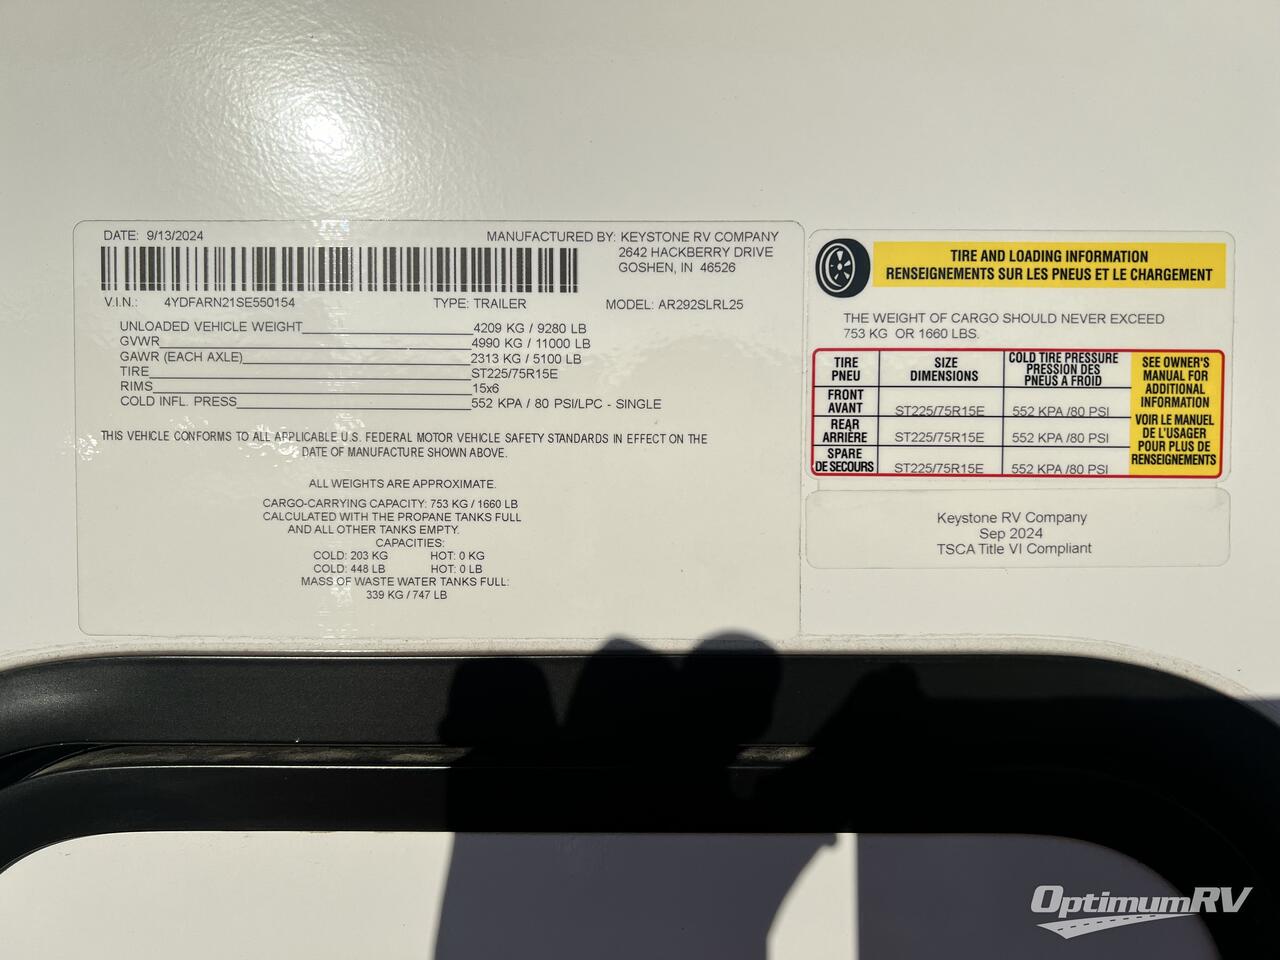 DATE: 9/13/2024
MANUFACTURED BY: KEYSTONE RV COMPANY
2642 HACKBERRY DRIVE
GOSHEN, IN 46526
V.I.N.: 4YDFARN21SE550154 TYPE: TRAILER MODEL: AR292SLRL25
UNLOADED VEHICLE WEIGHT 4209 KG / 9280 LB
GVWR 4990 KG / 11000 LB
GAWR (EACH AXLE) 2313 KG / 5100 LB
TIRE ST225/75R15E
RIMS 15x6
COLD INFL. PRESS 552 KPA / 80 PSI/LPC - SINGLE
THIS VEHICLE CONFORMS TO ALL APPLICABLE U.S. FEDERAL MOTOR VEHICLE SAFETY STANDARDS IN EFFECT ON THE
DATE OF MANUFACTURE SHOWN ABOVE.
ALL WEIGHTS ARE APPROXIMATE.
CARGO-CARRYING CAPACITY: 753 KG / 1660 LB
CALCULATED WITH THE PROPANE TANKS FULL
AND ALL OTHER TANKS EMPTY.
CAPACITIES:
COLD: 203 KG HOT: 0 KG
COLD: 448 LB HOT: 0 LB
MASS OF WASTE WATER TANKS FULL:
339 KG / 747 LB
TIRE AND LOADING INFORMATION
RENSEIGNEMENTS SUR LES PNEUS ET LE CHARGEMENT
THE WEIGHT OF CARGO SHOULD NEVER EXCEED
753 KG OR 1660 LBS.
TIRE
PNEU
SIZE
DIMENSIONS
COLD TIRE PRESSURE
PRESSION DES
PNEUS A FROID
FRONT
AVANT
ST225/75R15E 552 KPA /80 PSI
REAR
ARRIÈRE
ST225/75R15E 552 KPA /80 PSI
SPARE
DE SECOURS
ST225/75R15E 552 KPA /80 PSI
SEE OWNER'S
MANUAL FOR
ADDITIONAL
INFORMATION
VOIR LE MANUEL
DE L'USAGER
POUR PLUS DE
RENSEIGNEMENTS
Keystone RV Company
Sep 2024
TSCA Title VI Compliant
OptimumRV